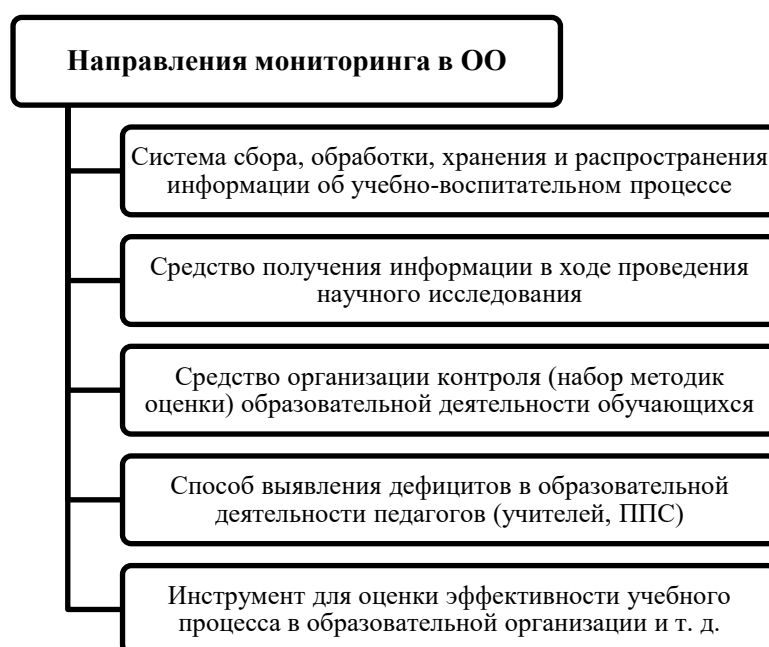 Направления мониторинга в ОО
Система сбора, обработки, хранения и распространения
информации об учебно-воспитательном процессе
Средство получения информации в ходе проведения
научного исследования
Средство организации контроля (набор методик
оценки) образовательной деятельности обучающихся
Способ выявления дефицитов в образовательной
деятельности педагогов (учителей, ППС)
Инструмент для оценки эффективности учебного
процесса в образовательной организации и т. д.